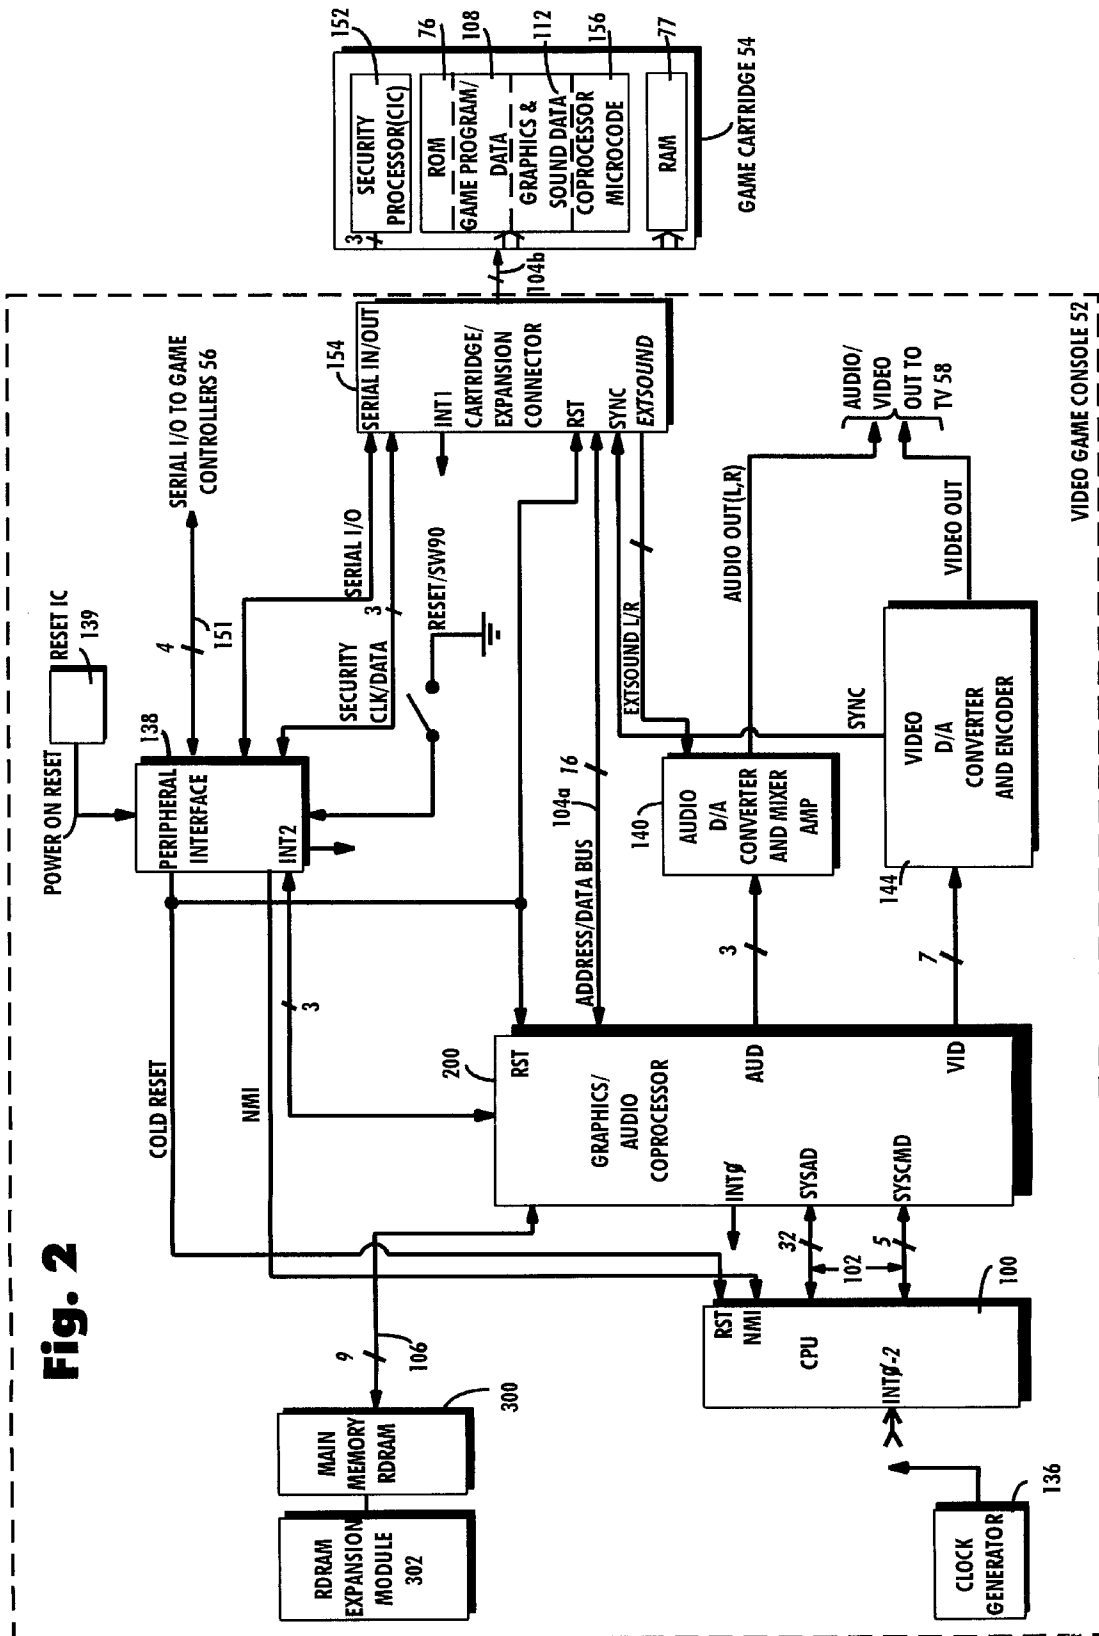 Fig. 2
RDRAM
EXPANSION
MODULE
302
MAIN
MEMORY
RDRAM
300
9
106
COLD RESET
NMI
POWER ON RESET
RESET IC
139
138
PERIPHERAL
INTERFACE
INT2
3
4
151
SERIAL I/O TO GAME
CONTROLLERS 56
SERIAL I/O
SECURITY
CLK/DATA
3
RESET/SW90
154
SERIAL IN/OUT
INT1
CARTRIDGE/
EXPANSION
CONNECTOR
RST
SYNC
EXTSOUND
104b
152
SECURITY
PROCESSOR(CIC)
3
76
ROM
108
GAME PROGRAM/
DATA
112
GRAPHICS &
SOUND DATA
156
COPROCESSOR
MICROCODE
77
RAM
GAME CARTRIDGE 54
200
RST
GRAPHICS/
AUDIO
COPROCESSOR
AUD
VID
INT0
SYSAD
SYSCMD
ADDRESS/DATA BUS
104a
16
EXTSOUND L/R
3
140
AUDIO
D/A
CONVERTER
AND MIXER
AMP
AUDIO OUT(L,R)
SYNC
7
144
VIDEO
D/A
CONVERTER
AND ENCODER
VIDEO OUT
AUDIO/
VIDEO
OUT TO
TV 58
32
102
5
RST
NMI
CPU
INT0-2
100
CLOCK
GENERATOR
136
VIDEO GAME CONSOLE 52